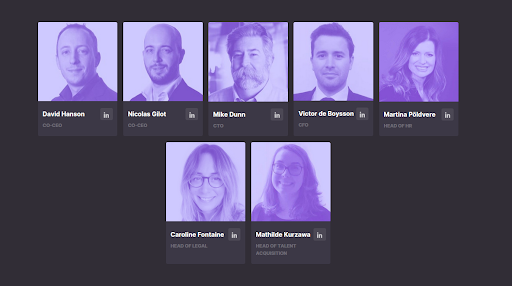 David Hanson in
CO-CEO
Nicolas Gilot in
CO-CEO
Mike Dunn in
CTO
Victor de Boysson in
CFO
Martina Põldvere in
HEAD OF HR
Caroline Fontaine in
HEAD OF LEGAL
Mathilde Kurzawa in
HEAD OF TALENT
ACQUISITION